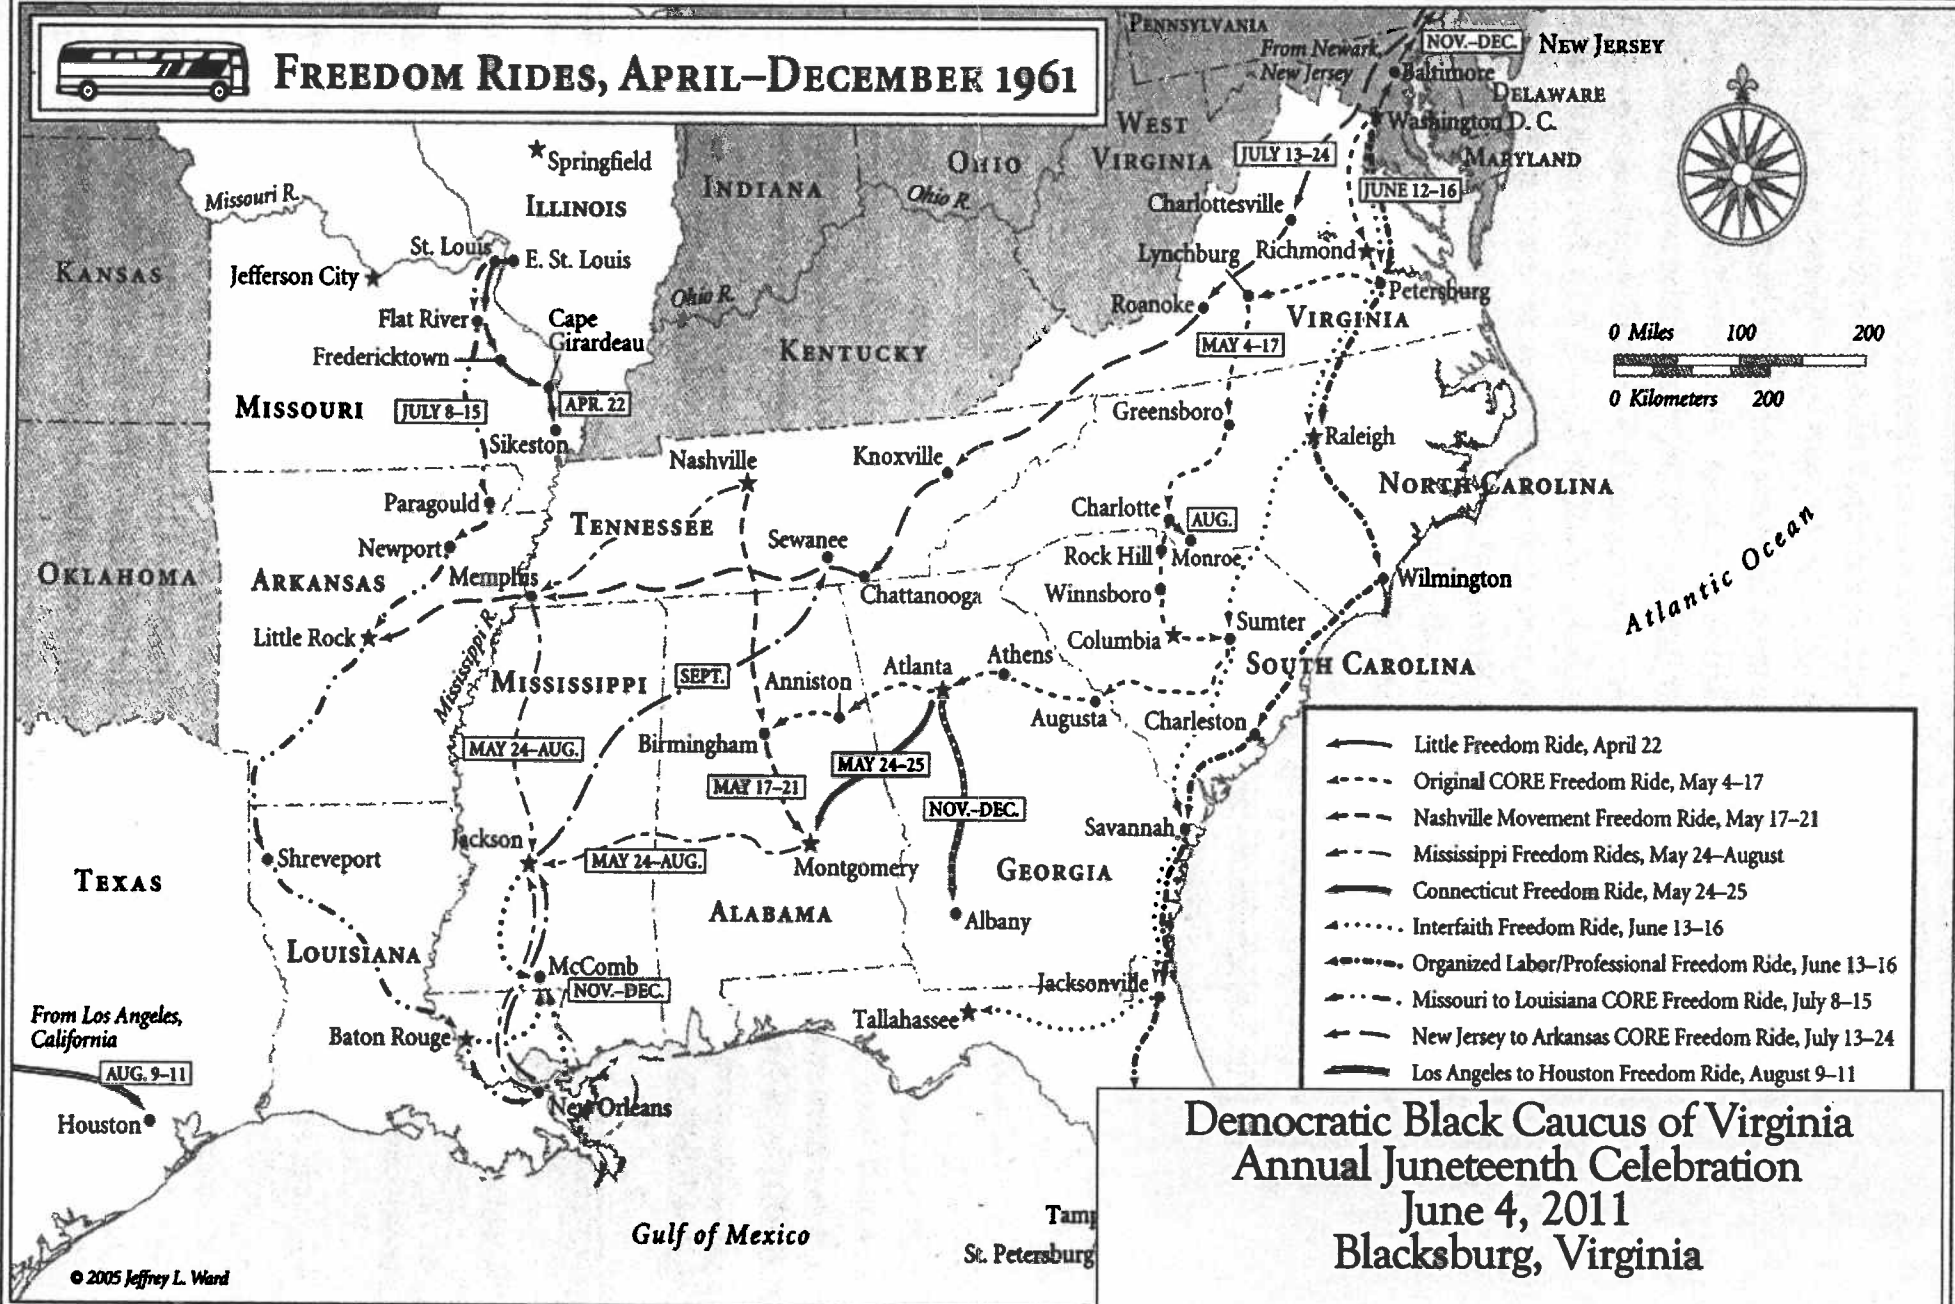 FREEDOM RIDES, APRIL–DECEMBER 1961
PENNSYLVANIA
From Newark,
New Jersey
NOV.–DEC.
NEW JERSEY
Baltimore
DELAWARE
WEST
VIRGINIA
Washington D. C.
MARYLAND
OHIO
INDIANA
Ohio R.
JULY 13–24
JUNE 12–16
Springfield
ILLINOIS
Missouri R.
Charlottesville
St. Louis
E. St. Louis
Lynchburg
Richmond
KANSAS
Jefferson City
Ohio R.
Roanoke
Petersburg
Flat River
Cape
Girardeau
VIRGINIA
Fredericktown
KENTUCKY
MAY 4–17
0 Miles 100 200
0 Kilometers 200
MISSOURI
JULY 8–15
APR. 22
Greensboro
Sikeston
Raleigh
Nashville
Knoxville
NORTH CAROLINA
Paragould
TENNESSEE
Charlotte
AUG.
Newport
Sewanee
Rock Hill
Monroe
OKLAHOMA
ARKANSAS
Memphis
Chattanooga
Winnsboro
Wilmington
Atlantic Ocean
Little Rock
Columbia
Sumter
Mississippi R.
MISSISSIPPI
SEPT.
Anniston
Atlanta
Athens
SOUTH CAROLINA
Augusta
Charleston
MAY 24–AUG.
Birmingham
MAY 24–25
MAY 17–21
NOV.–DEC.
Savannah
Jackson
MAY 24–AUG.
Montgomery
GEORGIA
Shreveport
TEXAS
ALABAMA
Albany
LOUISIANA
McComb
NOV.–DEC.
Jacksonville
Tallahassee
Baton Rouge
From Los Angeles,
California
AUG. 9–11
Houston
New Orleans
Gulf of Mexico
St. Petersburg
© 2005 Jeffrey L. Ward
Little Freedom Ride, April 22
Original CORE Freedom Ride, May 4–17
Nashville Movement Freedom Ride, May 17–21
Mississippi Freedom Rides, May 24–August
Connecticut Freedom Ride, May 24–25
Interfaith Freedom Ride, June 13–16
Organized Labor/Professional Freedom Ride, June 13–16
Missouri to Louisiana CORE Freedom Ride, July 8–15
New Jersey to Arkansas CORE Freedom Ride, July 13–24
Los Angeles to Houston Freedom Ride, August 9–11
Democratic Black Caucus of Virginia
Annual Juneteenth Celebration
June 4, 2011
Blacksburg, Virginia